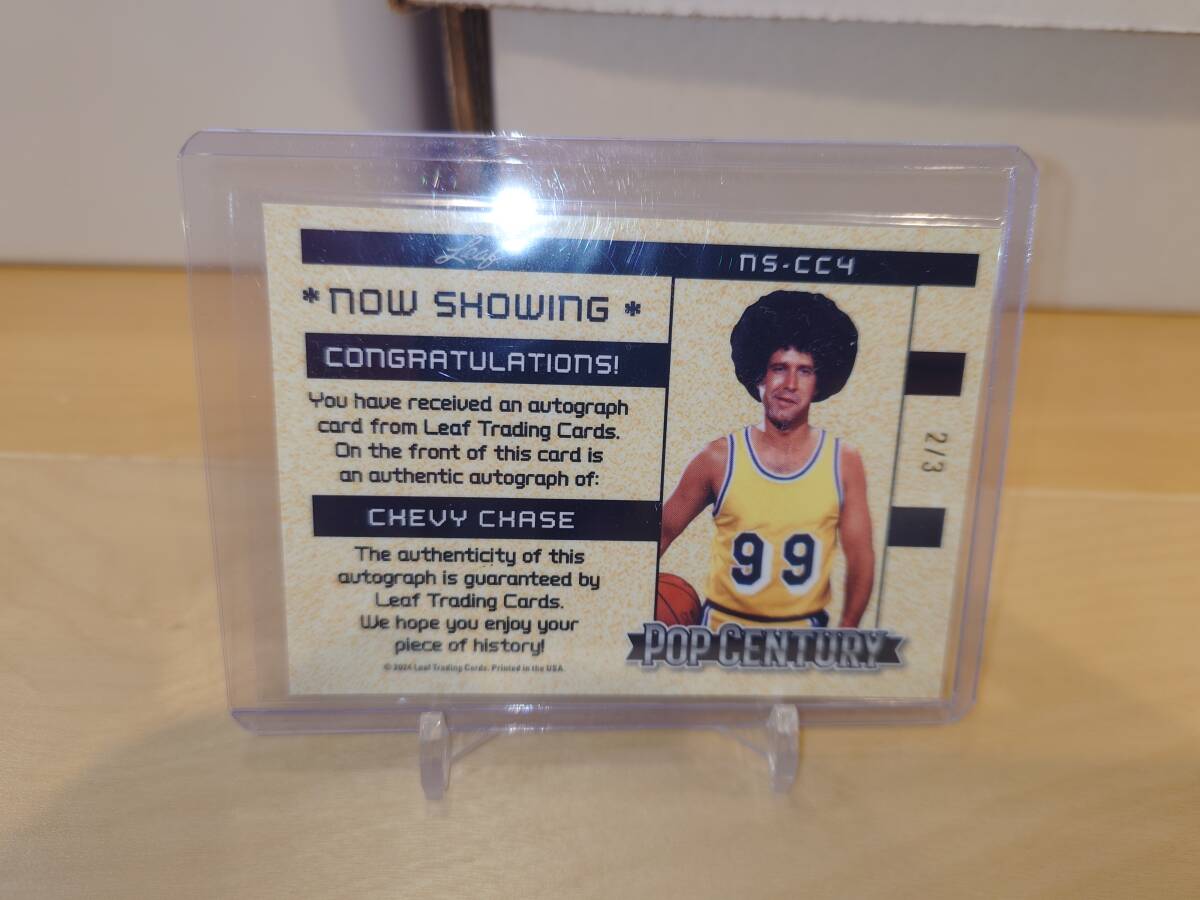 Leaf
NS-CC4
* NOW SHOWING *
CONGRATULATIONS!
You have received an autograph
card from Leaf Trading Cards.
On the front of this card is
an authentic autograph of:
CHEVY CHASE
The authenticity of this
autograph is guaranteed by
Leaf Trading Cards.
We hope you enjoy your
piece of history!
© 2024 Leaf Trading Cards. Printed in the USA
99
POP CENTURY
2/3